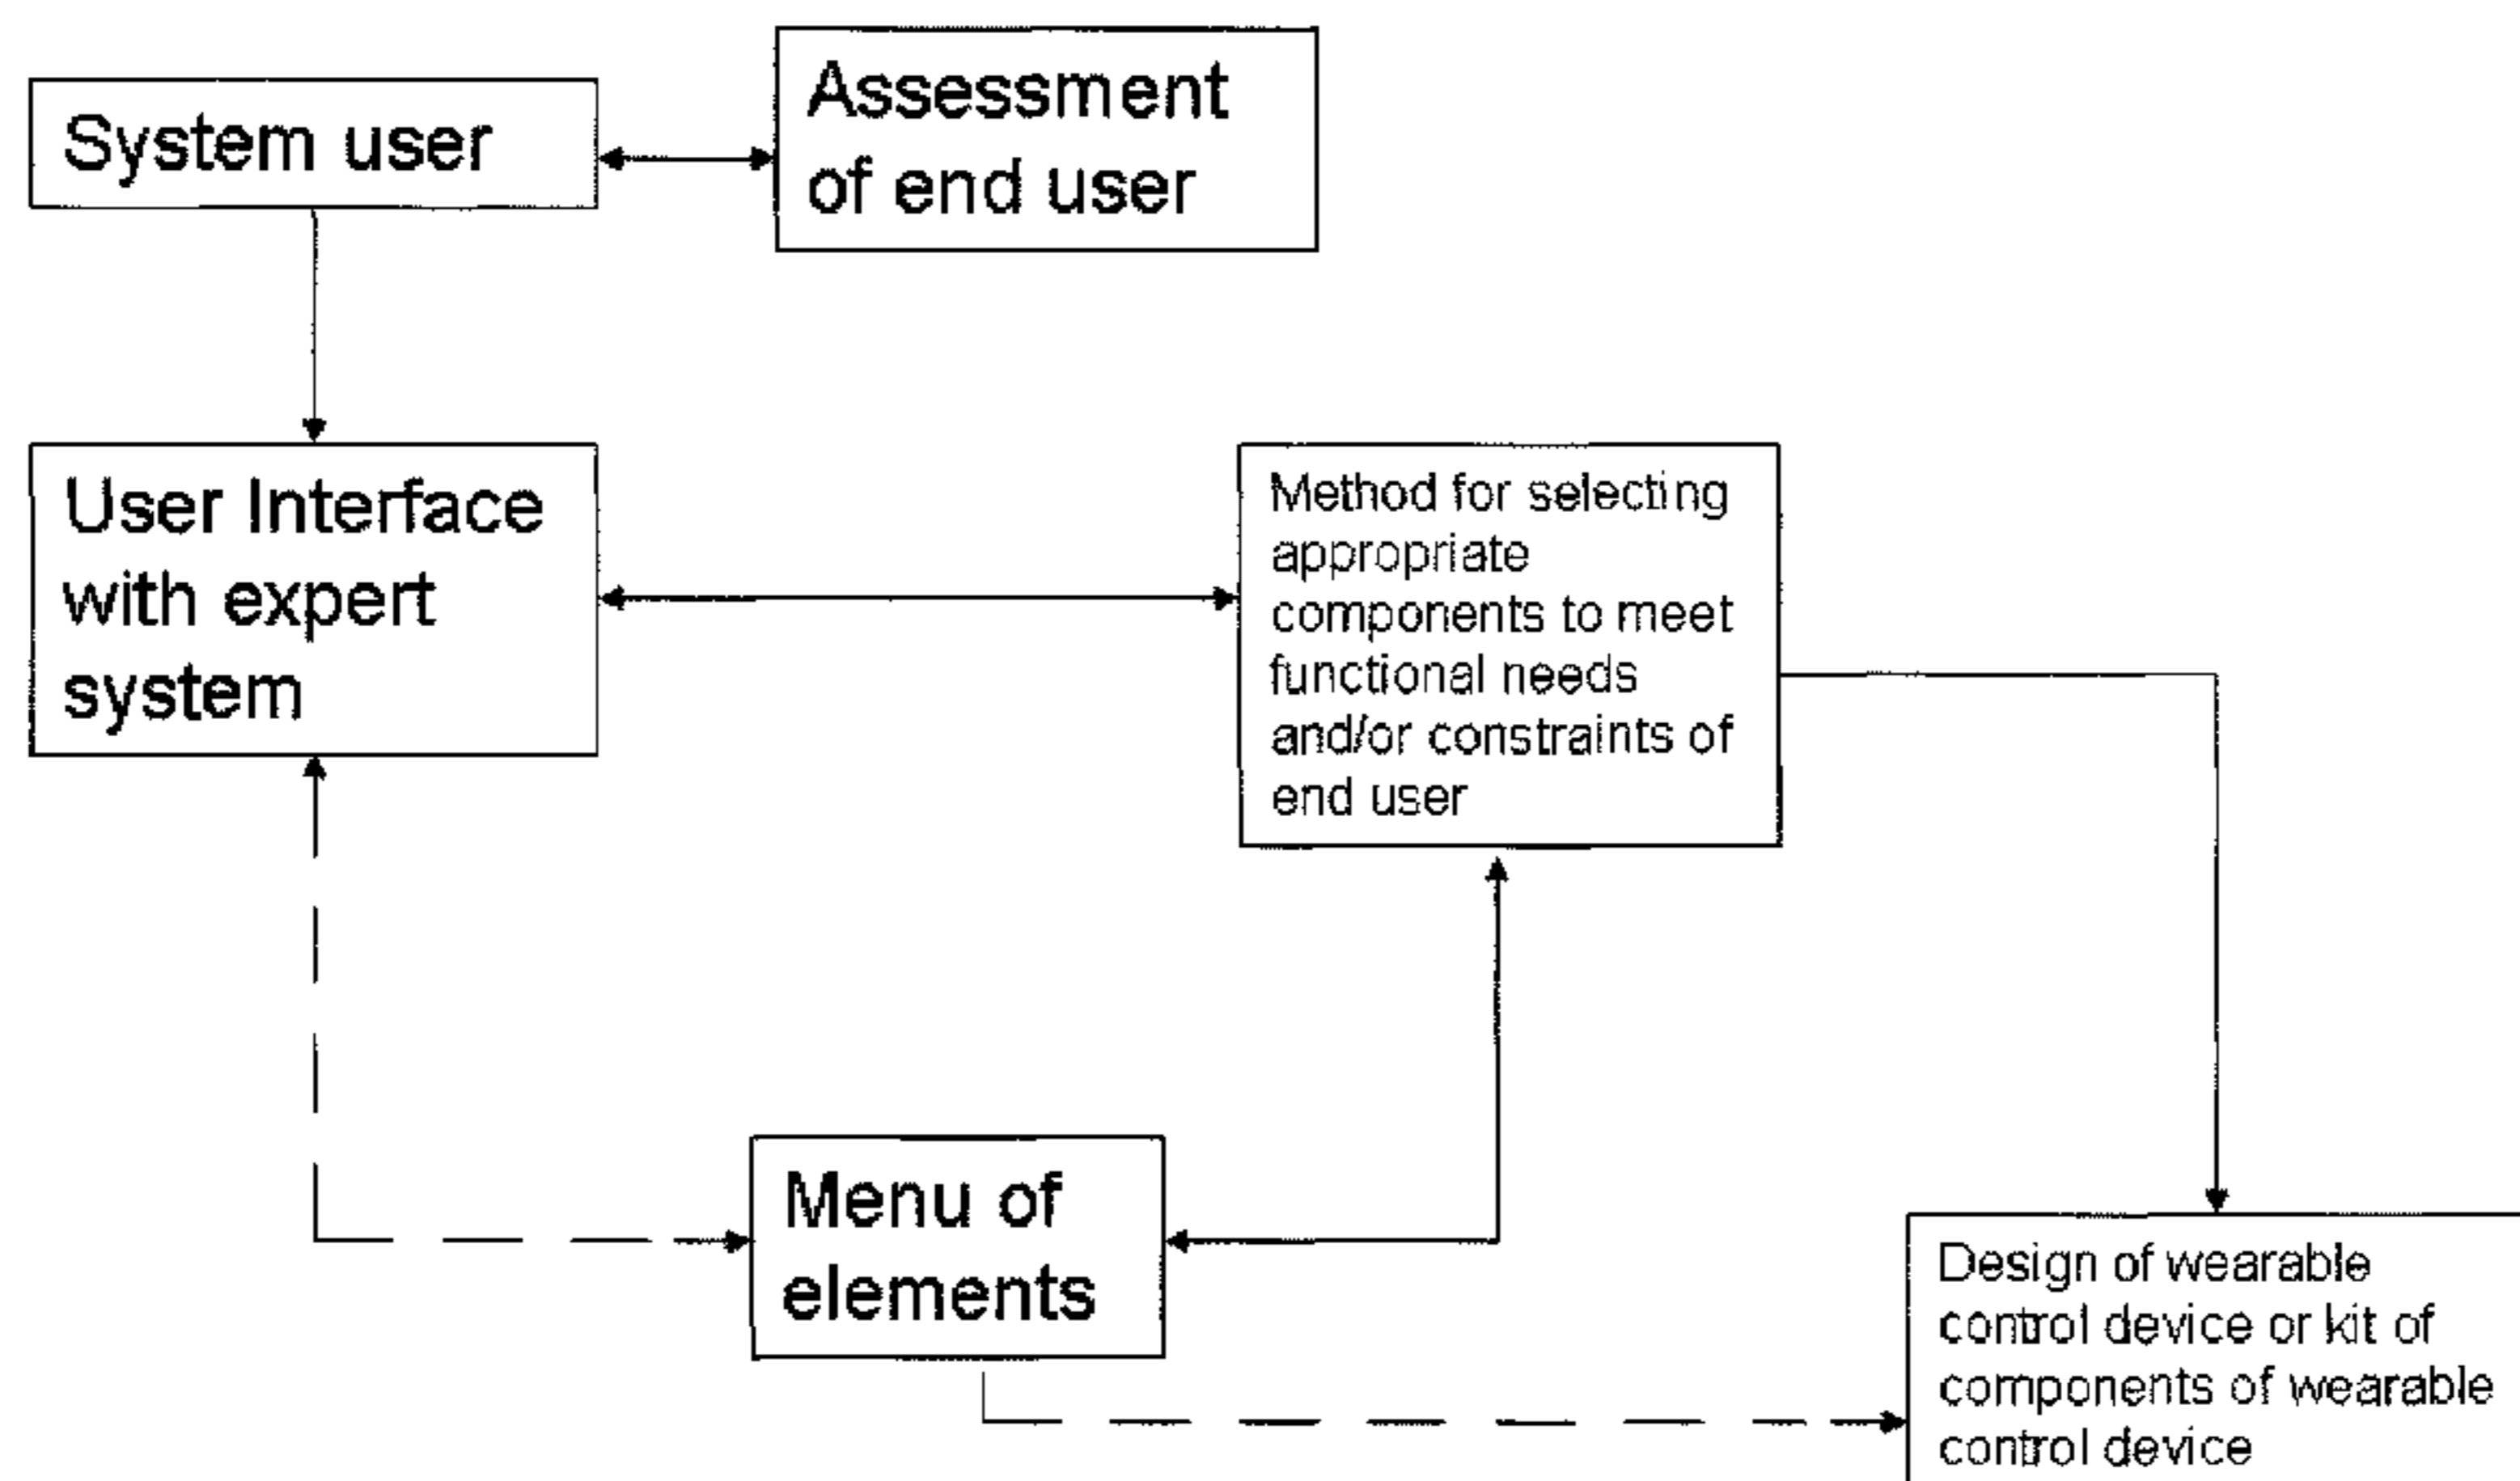 System user
Assessment
of end user
User Interface
with expert
system
Method for selecting
appropriate
components to meet
functional needs
and/or constraints of
end user
Menu of
elements
Design of wearable
control device or kit of
components of wearable
control device